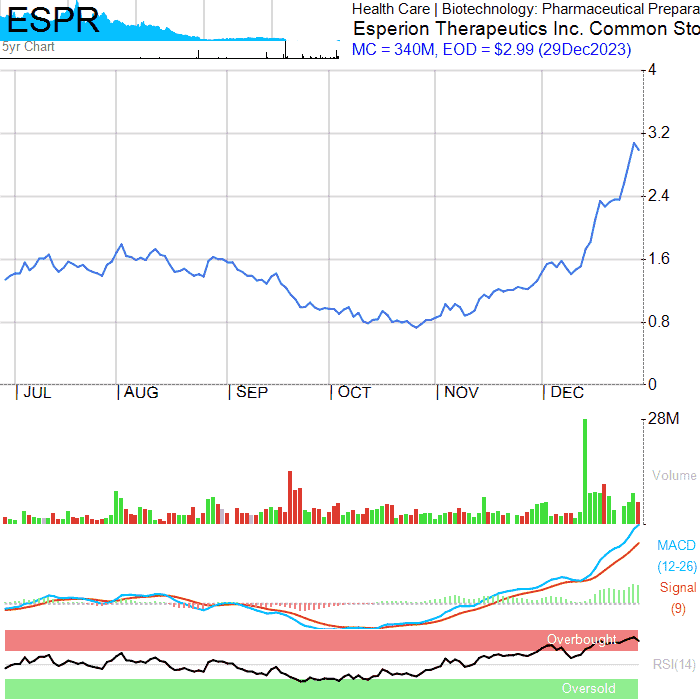 ESPR
5yr Chart
Health Care | Biotechnology: Pharmaceutical Prepara
Esperion Therapeutics Inc. Common Sto
MC = 340M, EOD = $2.99 (29Dec2023)
4
3.2
2.4
1.6
0.8
0
JUL AUG SEP OCT NOV DEC
28M
Volume
MACD
(12-26)
Signal
(9)
Overbought
RSI(14)
Oversold